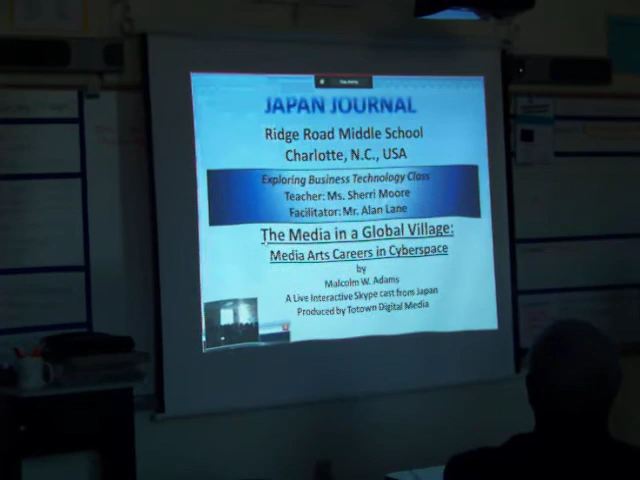 JAPAN JOURNAL
Ridge Road Middle School
Charlotte, N.C., USA
Exploring Business Technology Class
Teacher: Ms. Sherri Moore
Facilitator: Mr. Alan Lane
The Media in a Global Village:
Media Arts Careers in Cyberspace
by
Malcolm W. Adams
A Live Interactive Skype cast from Japan
Produced by Totown Digital Media